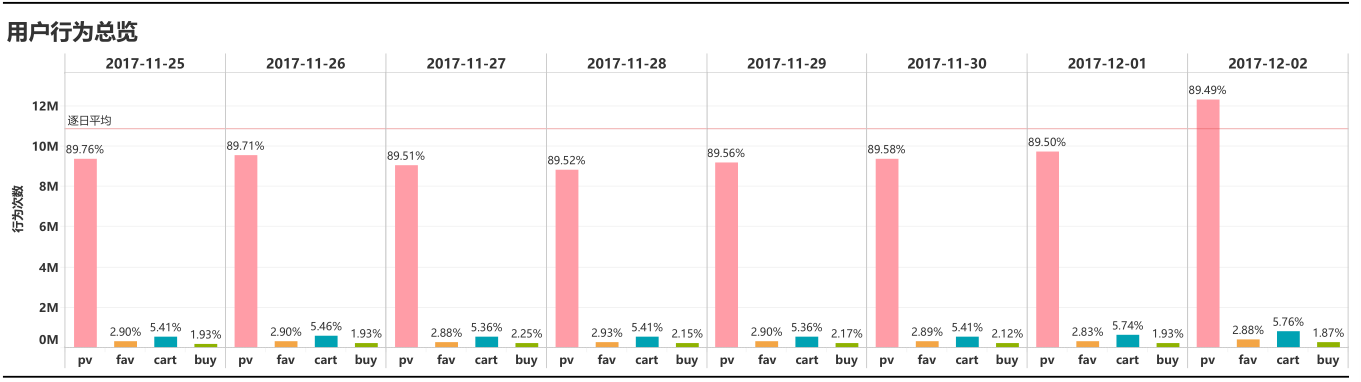 用户行为总览
2017-11-25 2017-11-26 2017-11-27 2017-11-28 2017-11-29 2017-11-30 2017-12-01 2017-12-02
行为次数
12M
10M
8M
6M
4M
2M
0M
逐日平均
89.76% 2.90% 5.41% 1.93%
89.71% 2.90% 5.46% 1.93%
89.51% 2.88% 5.36% 2.25%
89.52% 2.93% 5.41% 2.15%
89.56% 2.90% 5.36% 2.17%
89.58% 2.89% 5.41% 2.12%
89.50% 2.83% 5.74% 1.93%
89.49% 2.88% 5.76% 1.87%
pv fav cart buy pv fav cart buy pv fav cart buy pv fav cart buy pv fav cart buy pv fav cart buy pv fav cart buy pv fav cart buy